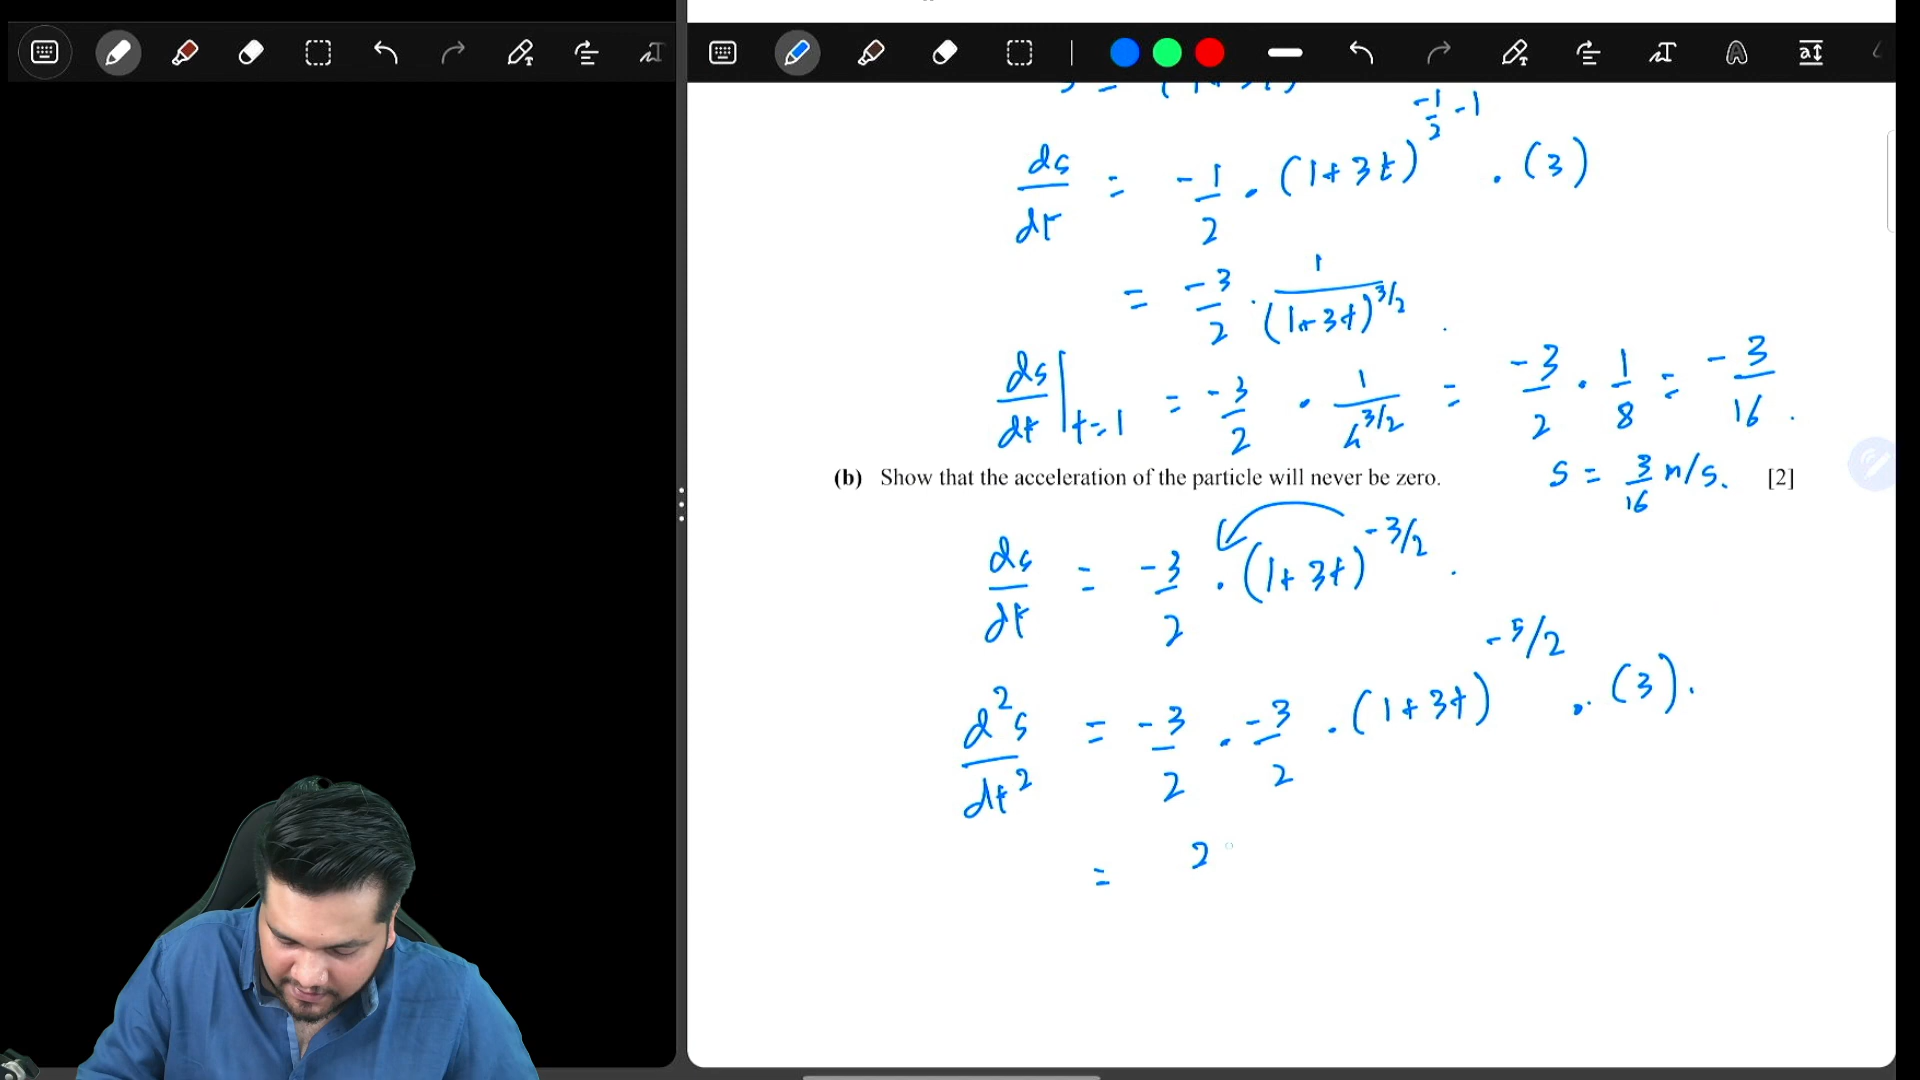 -1/2 -1
ds/dt = -1/2 . (1+3t) . (3)
= -3/2 . 1/(1+3t)^3/2 .
ds/dt |t=1 = -3/2 . 1/4^3/2 = -3/2 . 1/8 = -3/16 .
(b) Show that the acceleration of the particle will never be zero. [2]
s = 3/16 m/s.
ds/dt = -3/2 . (1+3t)^-3/2 .
d²s/dt² = -3/2 . -3/2 . (1+3t)^-5/2 . (3).
= 2